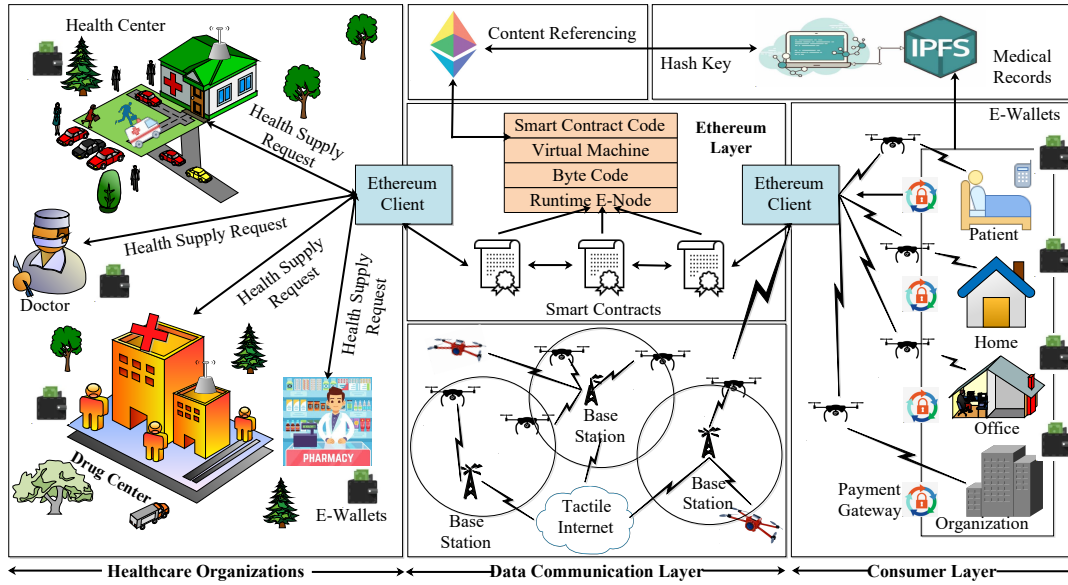 Health Center
Health Supply
Request
Health Supply Request
Doctor
Health Supply
Request
Health Supply
Request
Drug Center
PHARMACY
E-Wallets
Content Referencing
Hash Key
IPFS
Medical
Records
Ethereum
Client
Smart Contract Code
Virtual Machine
Byte Code
Runtime E-Node
Ethereum
Layer
Ethereum
Client
Smart Contracts
Base
Station
Base
Station
Base
Station
Tactile
Internet
E-Wallets
Patient
Home
Office
Payment
Gateway
Organization
Healthcare Organizations
Data Communication Layer
Consumer Layer